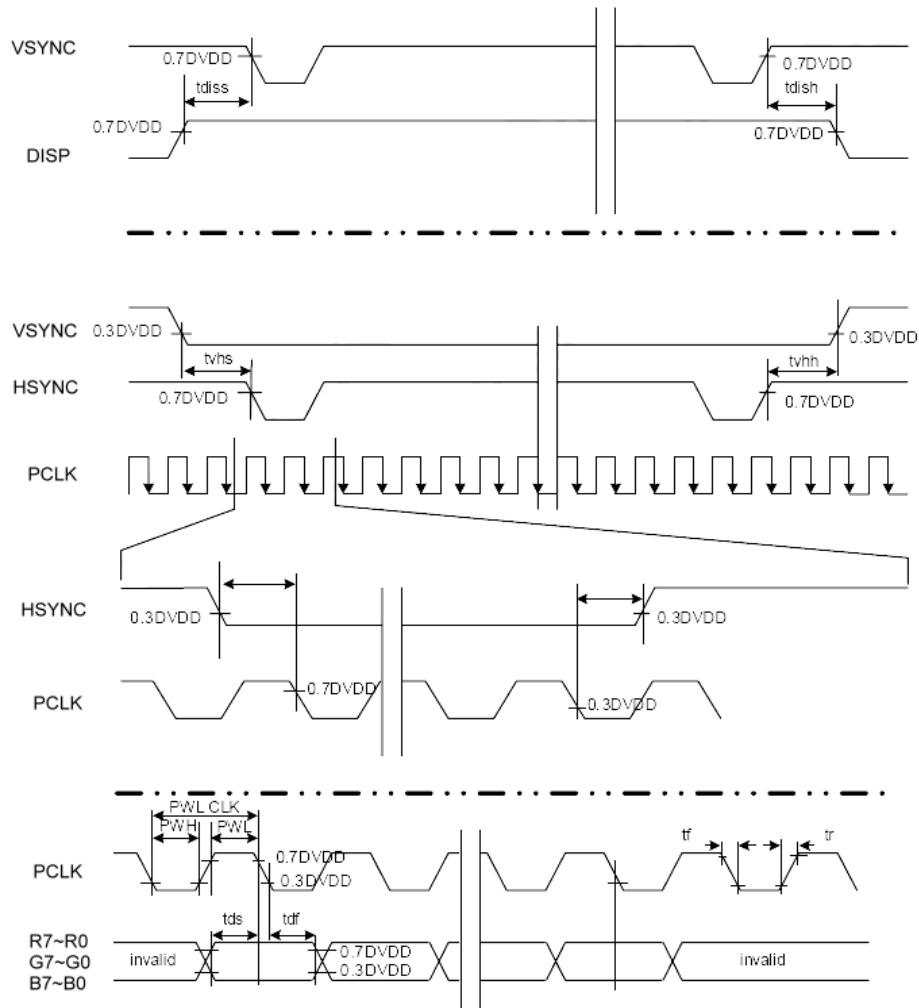 VSYNC
0.7DVDD
0.7DVDD
tdiss
tdish
0.7DVDD
0.7DVDD
DISP
VSYNC
0.3DVDD
0.3DVDD
tvhs
tvhh
HSYNC
0.7DVDD
0.7DVDD
PCLK
HSYNC
0.3DVDD
0.3DVDD
PCLK
0.7DVDD
0.3DVDD
PWL CLK
PWH
PWL
tf
tr
PCLK
0.7DVDD
0.3DVDD
tds
tdf
R7~R0
G7~G0
B7~B0
invalid
0.7DVDD
0.3DVDD
invalid